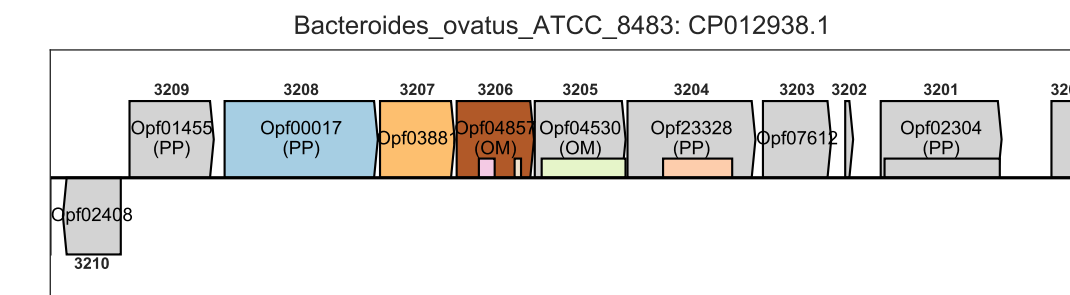 Bacteroides_ovatus_ATCC_8483: CP012938.1
3209 3208 3207 3206 3205 3204 3203 3202 3201
Opf01455 Opf00017 Opf03881 Opf04857 Opf04530 Opf23328 Opf07612 Opf02304
(PP) (PP) (OM) (OM) (PP) (PP)
Opf02408
3210